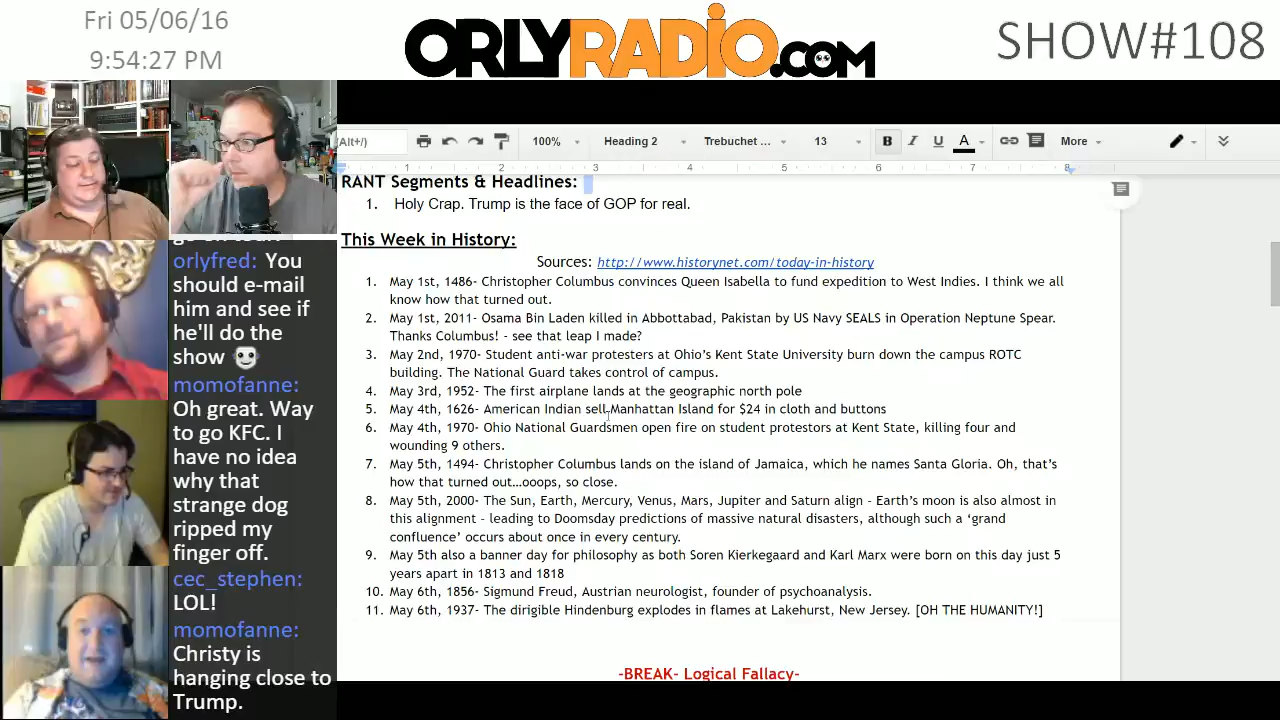 Fri 05/06/16
9:54:27 PM
ORLYRADIO.COM
SHOW#108
orlyfred: You
should e-mail
him and see if
he'll do the
show
momofanne:
Oh great. Way
to go KFC. I
have no idea
why that
strange dog
ripped my
finger off.
cec_stephen:
LOL!
momofanne:
Christy is
hanging close to
Trump.
/Alt+/)
100%
Heading 2
Trebuchet ...
13
B
I
U
A
More
1 2 3 4 5 6 7 8
RANT Segments & Headlines:
1. Holy Crap. Trump is the face of GOP for real.
This Week in History:
Sources: http://www.historynet.com/today-in-history
1. May 1st, 1486- Christopher Columbus convinces Queen Isabella to fund expedition to West Indies. I think we all
know how that turned out.
2. May 1st, 2011- Osama Bin Laden killed in Abbottabad, Pakistan by US Navy SEALS in Operation Neptune Spear.
Thanks Columbus! - see that leap I made?
3. May 2nd, 1970- Student anti-war protesters at Ohio's Kent State University burn down the campus ROTC
building. The National Guard takes control of campus.
4. May 3rd, 1952- The first airplane lands at the geographic north pole
5. May 4th, 1626- American Indian sell Manhattan Island for $24 in cloth and buttons
6. May 4th, 1970- Ohio National Guardsmen open fire on student protestors at Kent State, killing four and
wounding 9 others.
7. May 5th, 1494- Christopher Columbus lands on the island of Jamaica, which he names Santa Gloria. Oh, that's
how that turned out...ooops, so close.
8. May 5th, 2000- The Sun, Earth, Mercury, Venus, Mars, Jupiter and Saturn align – Earth's moon is also almost in
this alignment – leading to Doomsday predictions of massive natural disasters, although such a 'grand
confluence' occurs about once in every century.
9. May 5th also a banner day for philosophy as both Soren Kierkegaard and Karl Marx were born on this day just 5
years apart in 1813 and 1818
10. May 6th, 1856- Sigmund Freud, Austrian neurologist, founder of psychoanalysis.
11. May 6th, 1937- The dirigible Hindenburg explodes in flames at Lakehurst, New Jersey. [OH THE HUMANITY!]
-BREAK- Logical Fallacy-